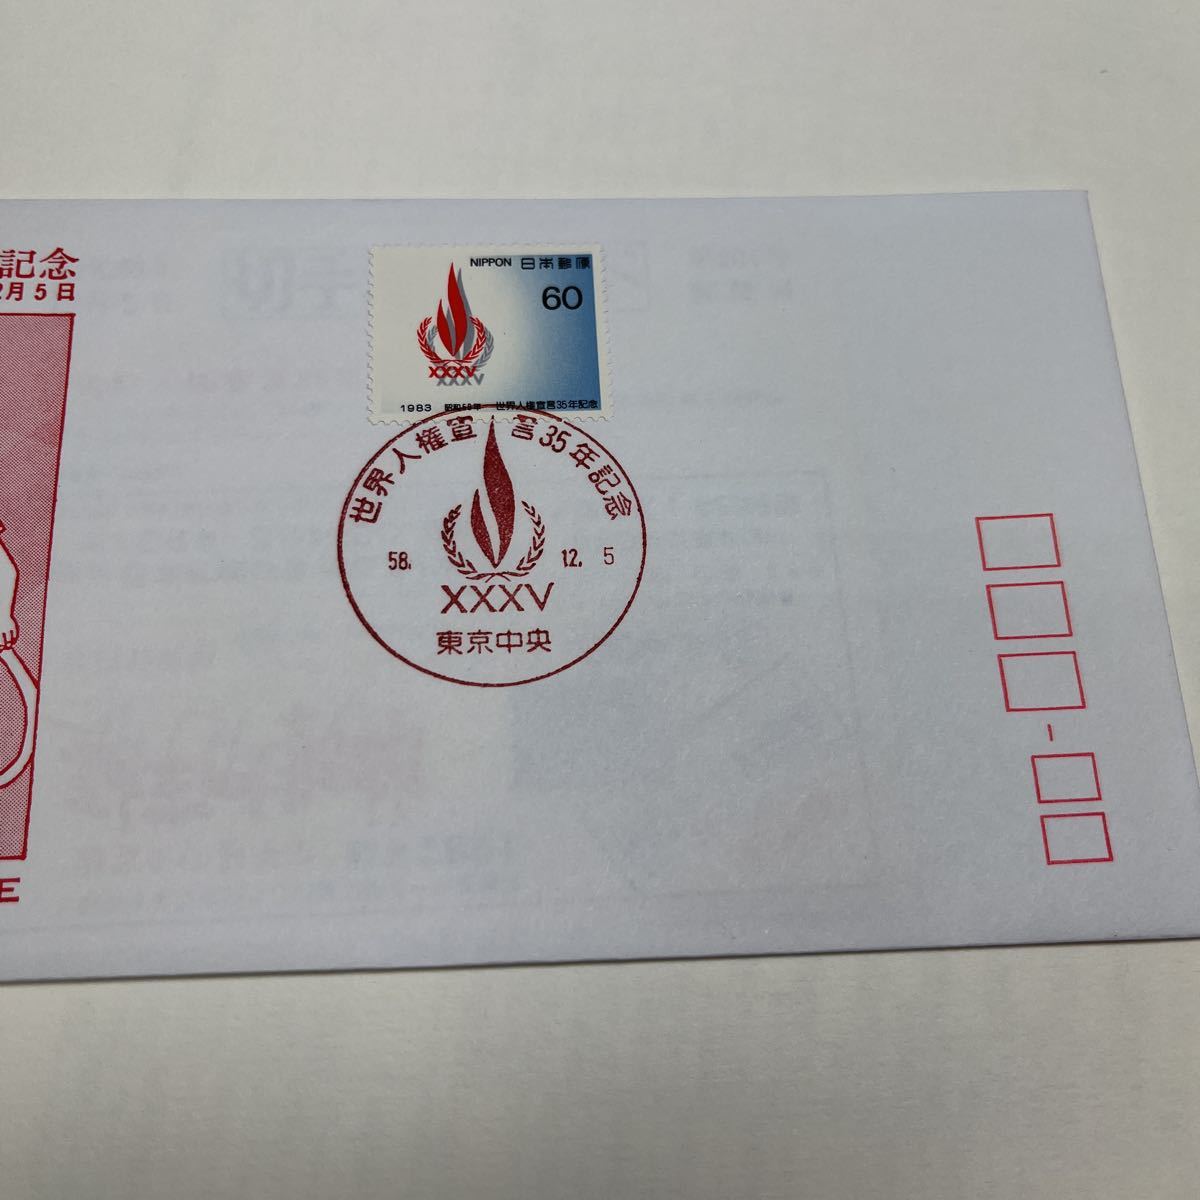 記念
2月5日
NIPPON 日本郵便
60
XXXV
XXXV
1983 昭和58年 世界人権宣言35年記念
世界人権宣言35年記念
58. 12. 5
XXXV
東京中央
E